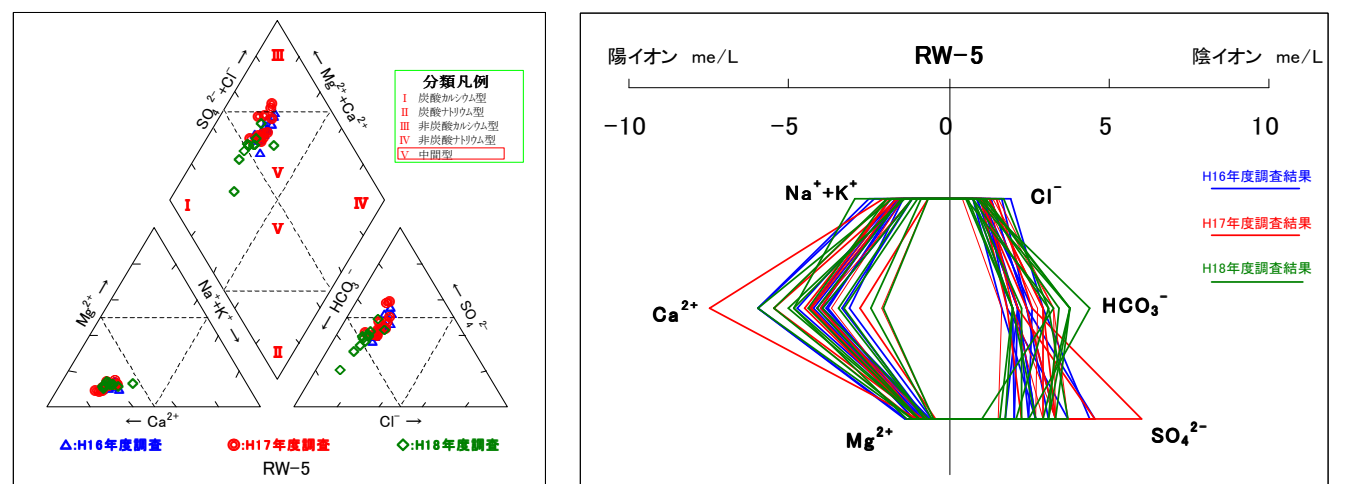 Ⅲ
SO₄²⁻+Cl⁻ →
← Mg²⁺+Ca²⁺
分類凡例
Ⅰ 炭酸カルシウム型
Ⅱ 炭酸ナトリウム型
Ⅲ 非炭酸カルシウム型
Ⅳ 非炭酸ナトリウム型
Ⅴ 中間型
Ⅴ
Ⅰ
Ⅳ
Ⅴ
Mg²⁺ →
Na⁺+K⁺ →
← HCO₃⁻
← SO₄²⁻
Ⅱ
← Ca²⁺
Cl⁻ →
△:H16年度調査
◎:H17年度調査
◇:H18年度調査
RW-5
陽イオン me/L
RW-5
陰イオン me/L
-10 -5 0 5 10
H16年度調査結果
H17年度調査結果
H18年度調査結果
Na⁺+K⁺
Cl⁻
Ca²⁺
HCO₃⁻
Mg²⁺
SO₄²⁻